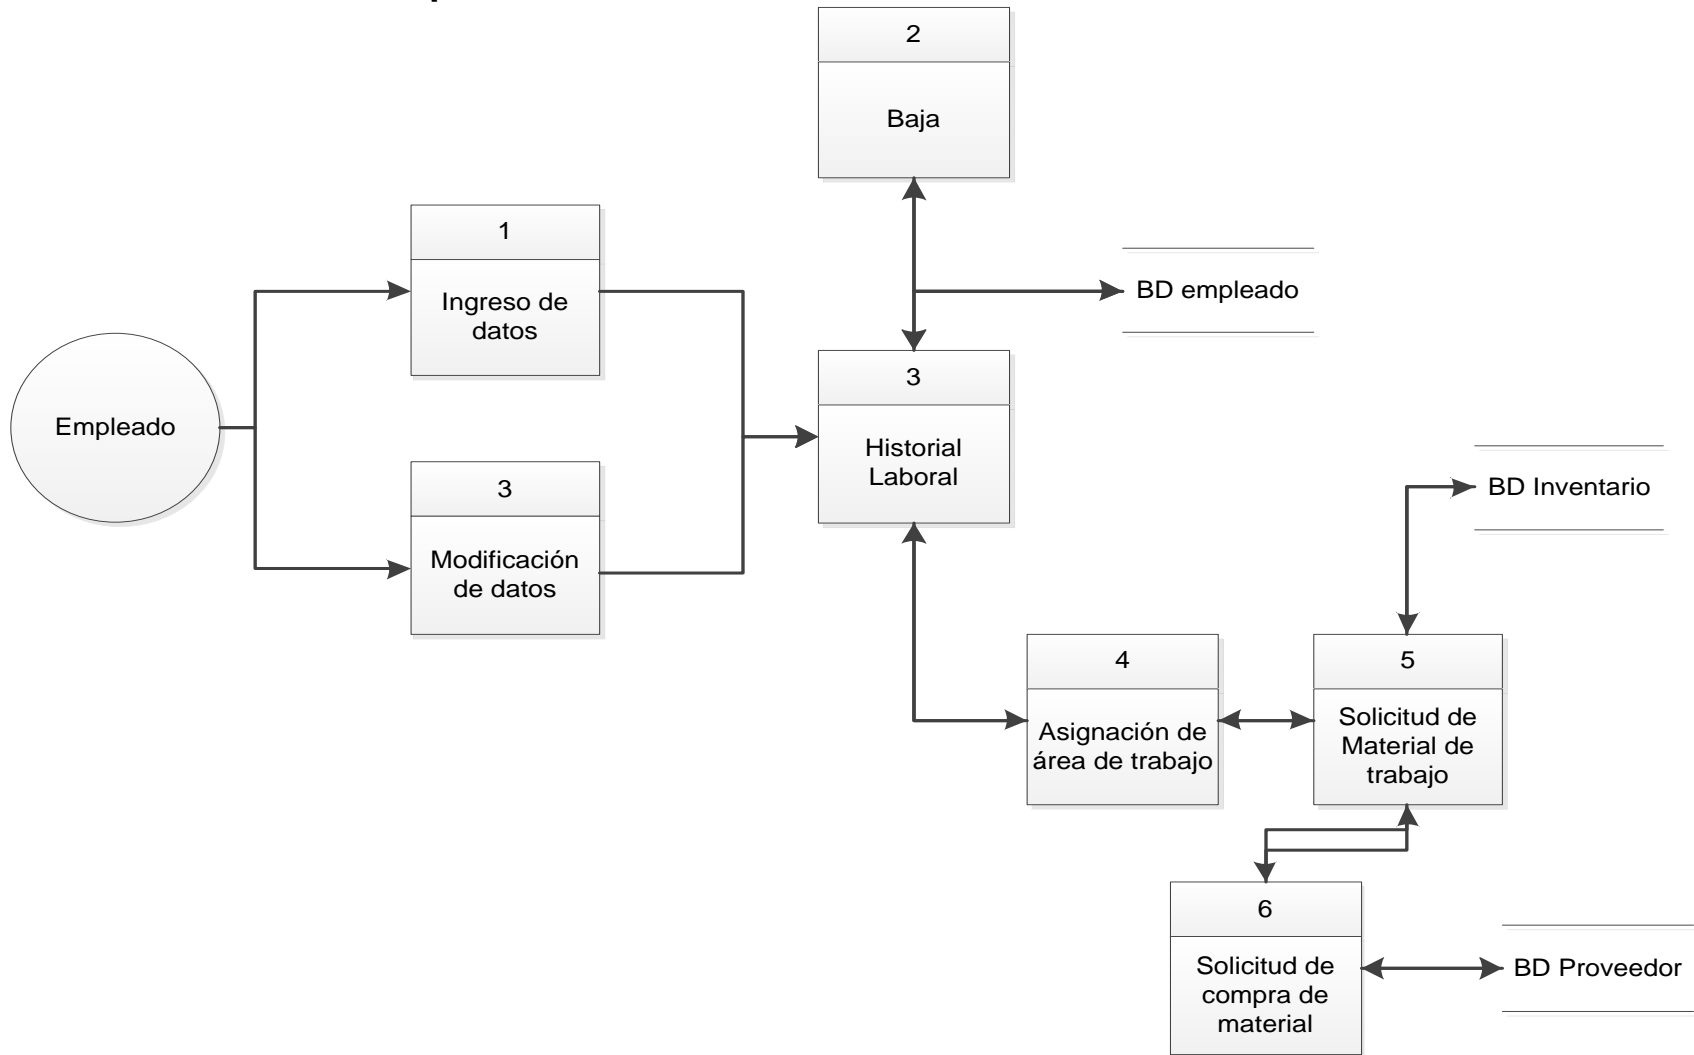 2
Baja
1
Ingreso de
datos
BD empleado
Empleado
3
Historial
Laboral
3
Modificación
de datos
BD Inventario
4
Asignación de
área de trabajo
5
Solicitud de
Material de
trabajo
6
Solicitud de
compra de
material
BD Proveedor